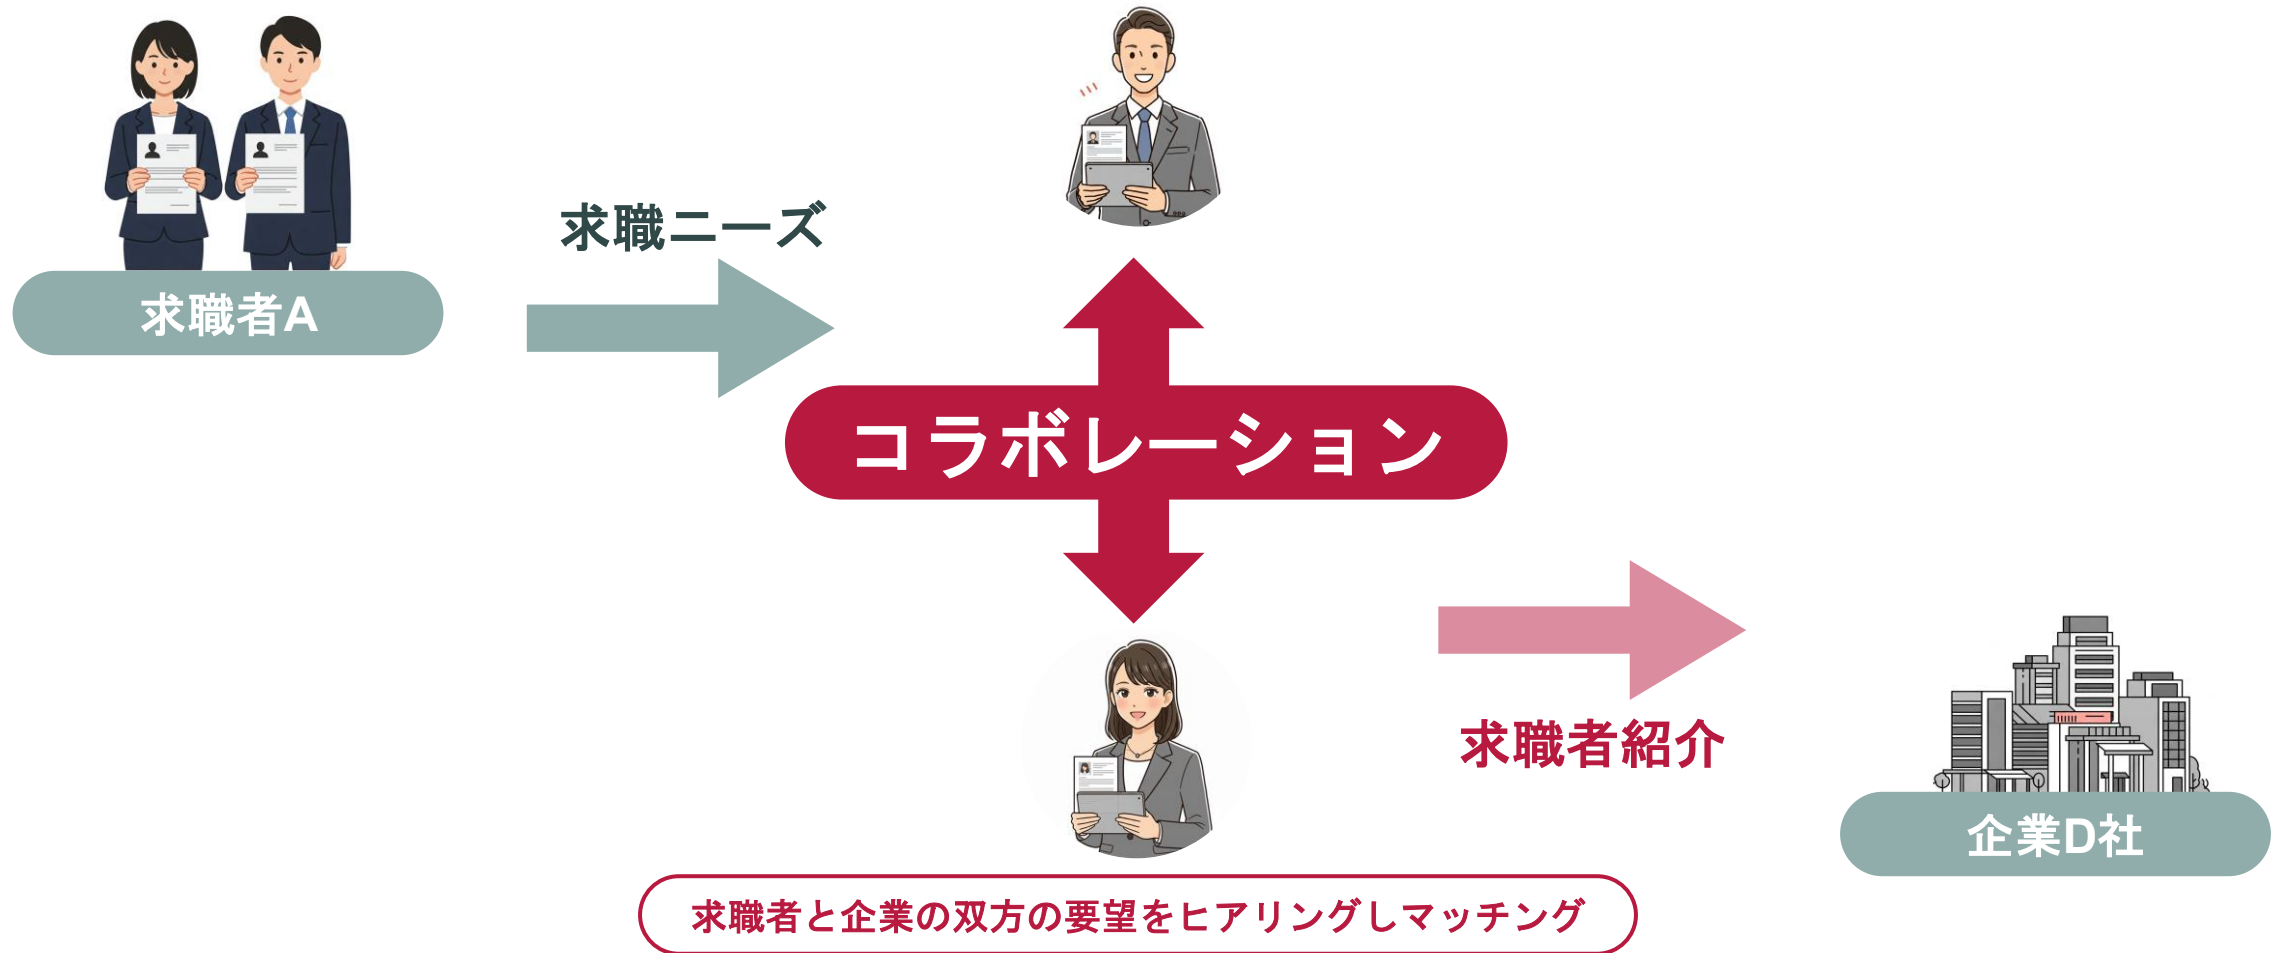 求職ニーズ
求職者A
コラボレーション
求職者紹介
企業D社
求職者と企業の双方の要望をヒアリングしマッチング